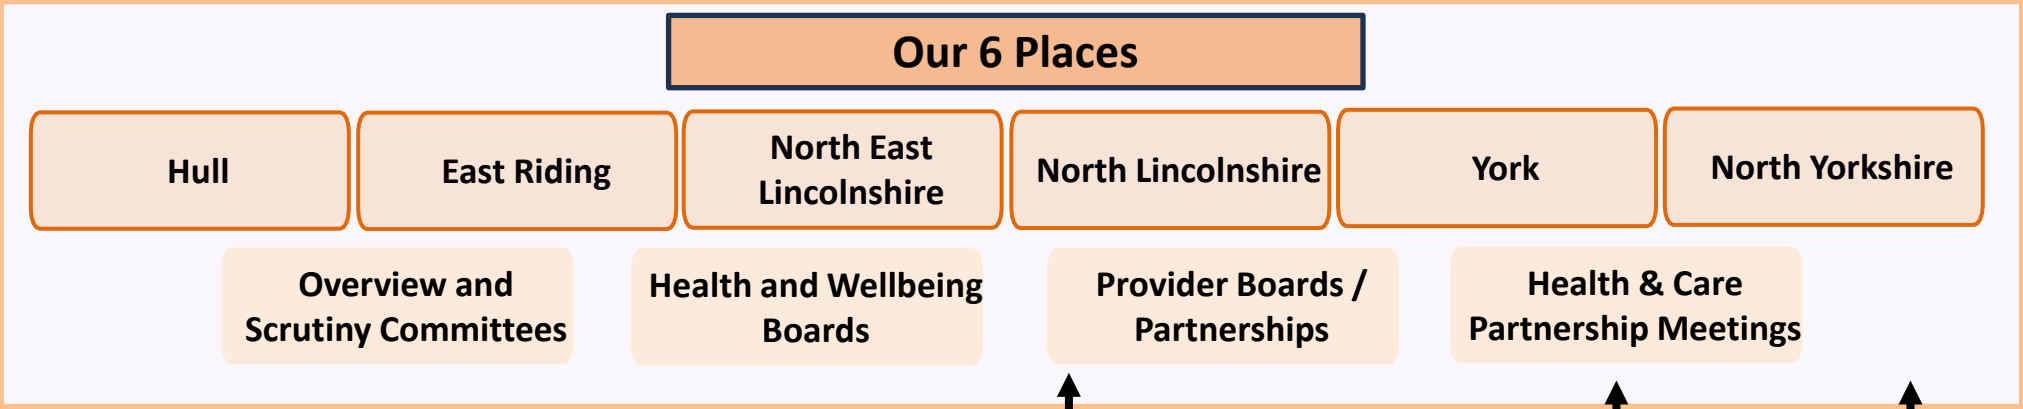 Our 6 Places
Hull
East Riding
North East
Lincolnshire
North Lincolnshire
York
North Yorkshire
Overview and
Scrutiny Committees
Health and Wellbeing
Boards
Provider Boards /
Partnerships
Health & Care
Partnership Meetings